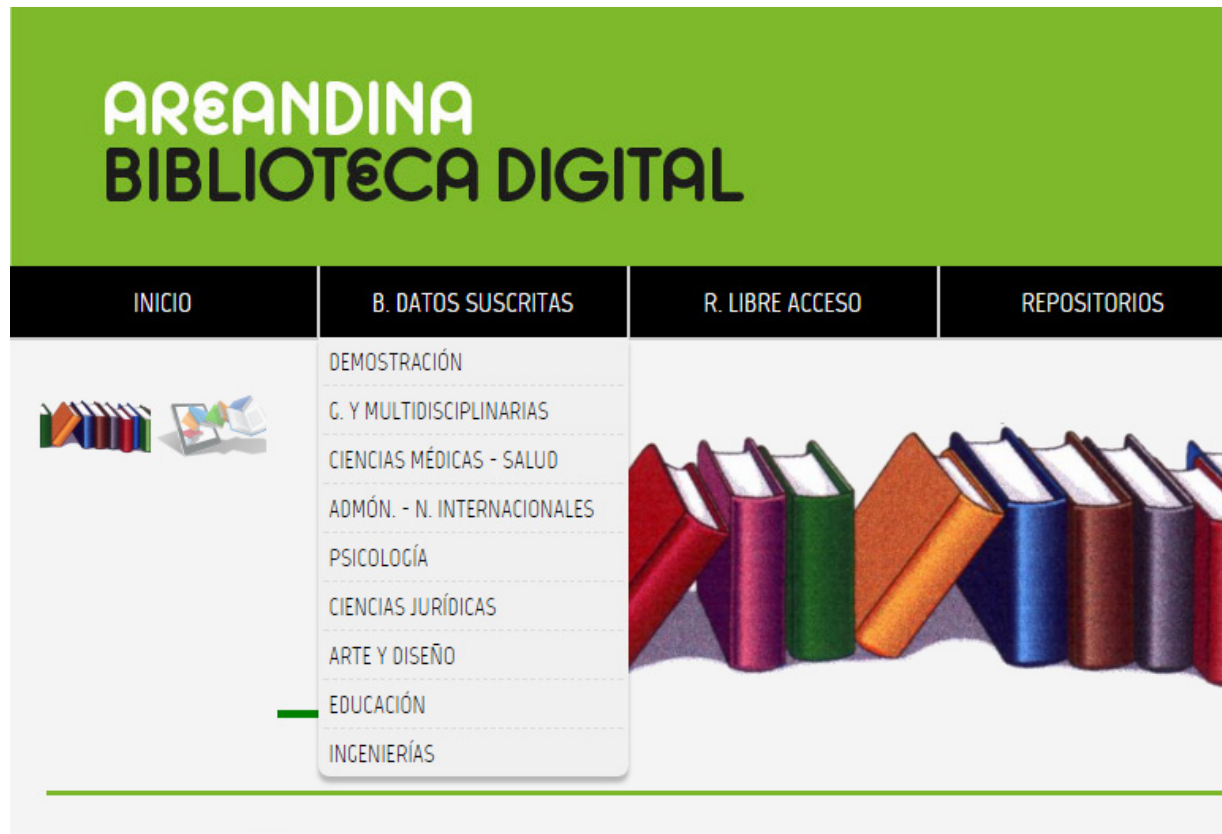 AREANDINA
BIBLIOTECA DIGITAL
INICIO
B. DATOS SUSCRITAS
R. LIBRE ACCESO
REPOSITORIOS
DEMOSTRACIÓN
G. Y MULTIDISCIPLINARIAS
CIENCIAS MÉDICAS - SALUD
ADMÓN. - N. INTERNACIONALES
PSICOLOGÍA
CIENCIAS JURÍDICAS
ARTE Y DISEÑO
EDUCACIÓN
INGENIERÍAS